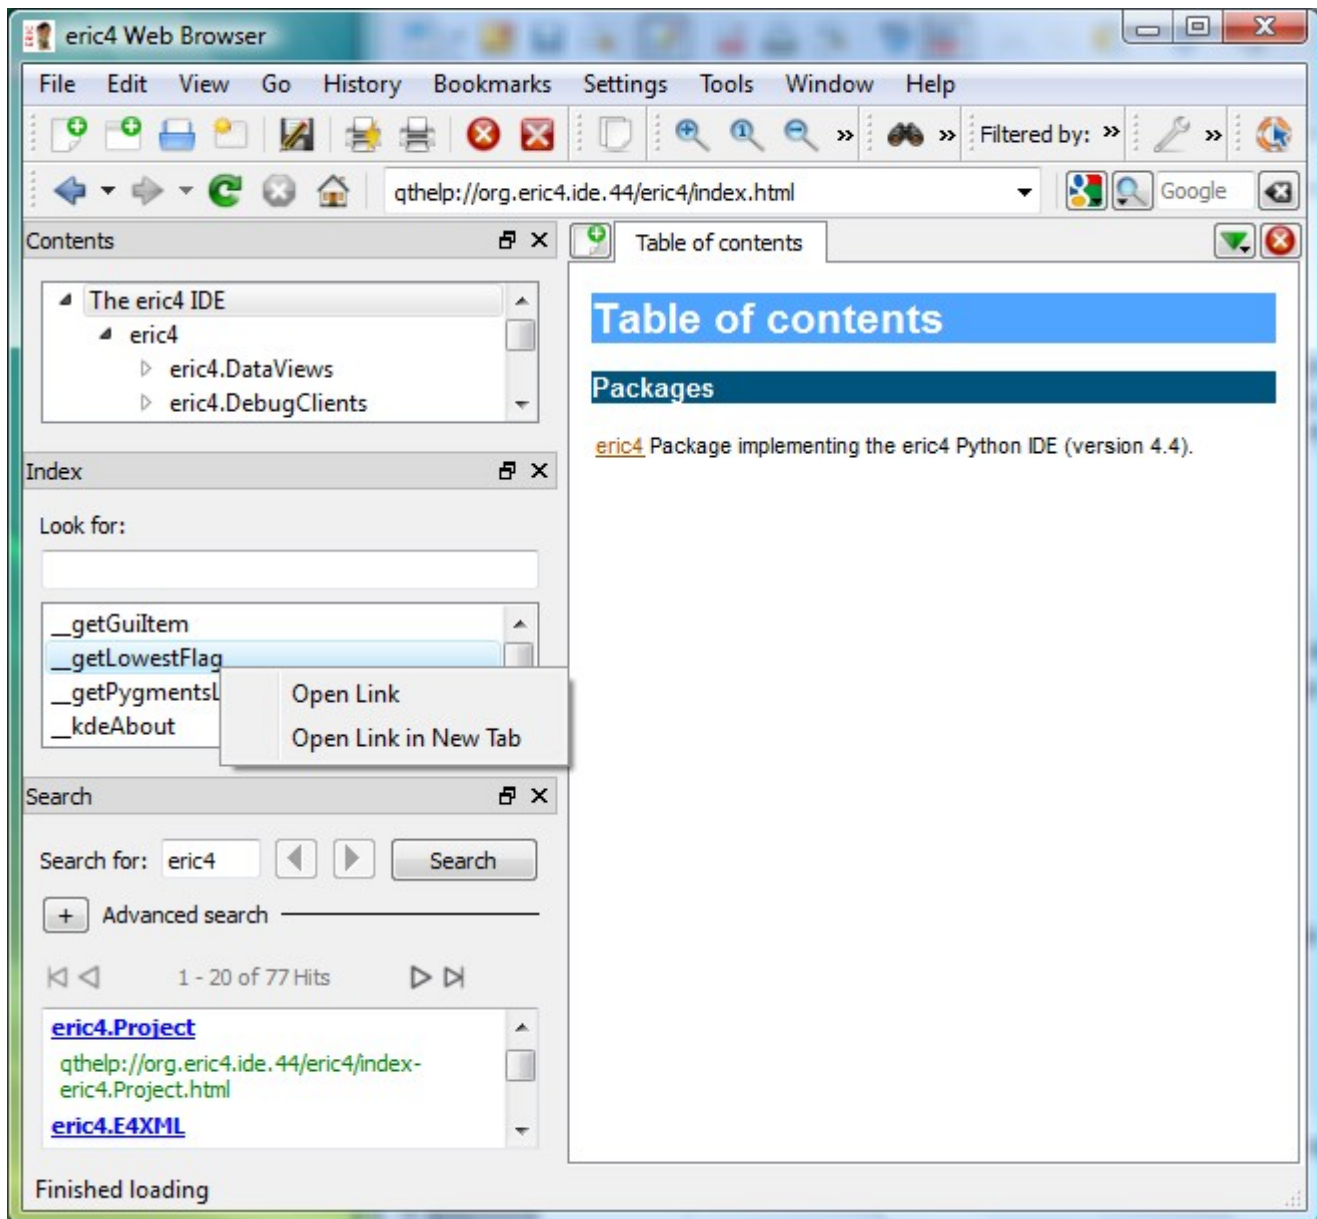 eric4 Web Browser
File Edit View Go History Bookmarks Settings Tools Window Help
Filtered by:
qthelp://org.eric4.ide.44/eric4/index.html
Google
Contents
The eric4 IDE
eric4
eric4.DataViews
eric4.DebugClients
Index
Look for:
__getGuiItem
__getLowestFlag
__getPygmentsL
__kdeAbout
Open Link
Open Link in New Tab
Search
Search for: eric4 Search
+ Advanced search
1 - 20 of 77 Hits
eric4.Project
qthelp://org.eric4.ide.44/eric4/index-
eric4.Project.html
eric4.E4XML
Table of contents
Table of contents
Packages
eric4 Package implementing the eric4 Python IDE (version 4.4).
Finished loading